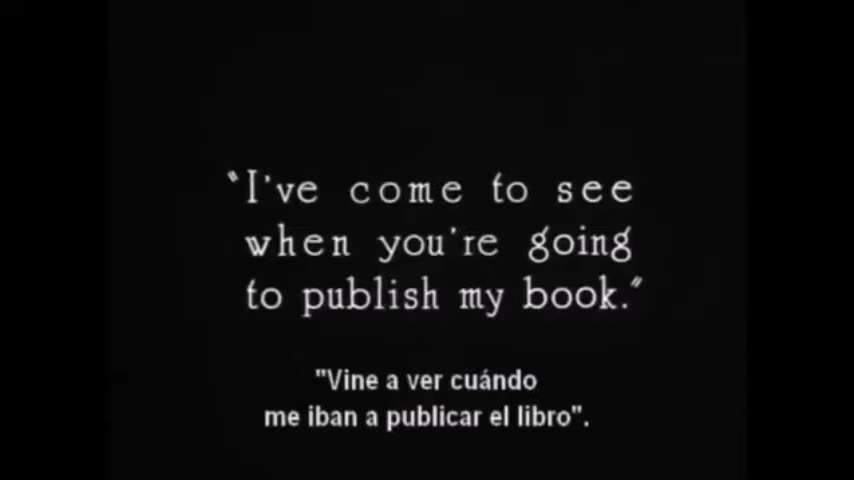 "I've come to see
when you're going
to publish my book."
"Vine a ver cuándo
me iban a publicar el libro".